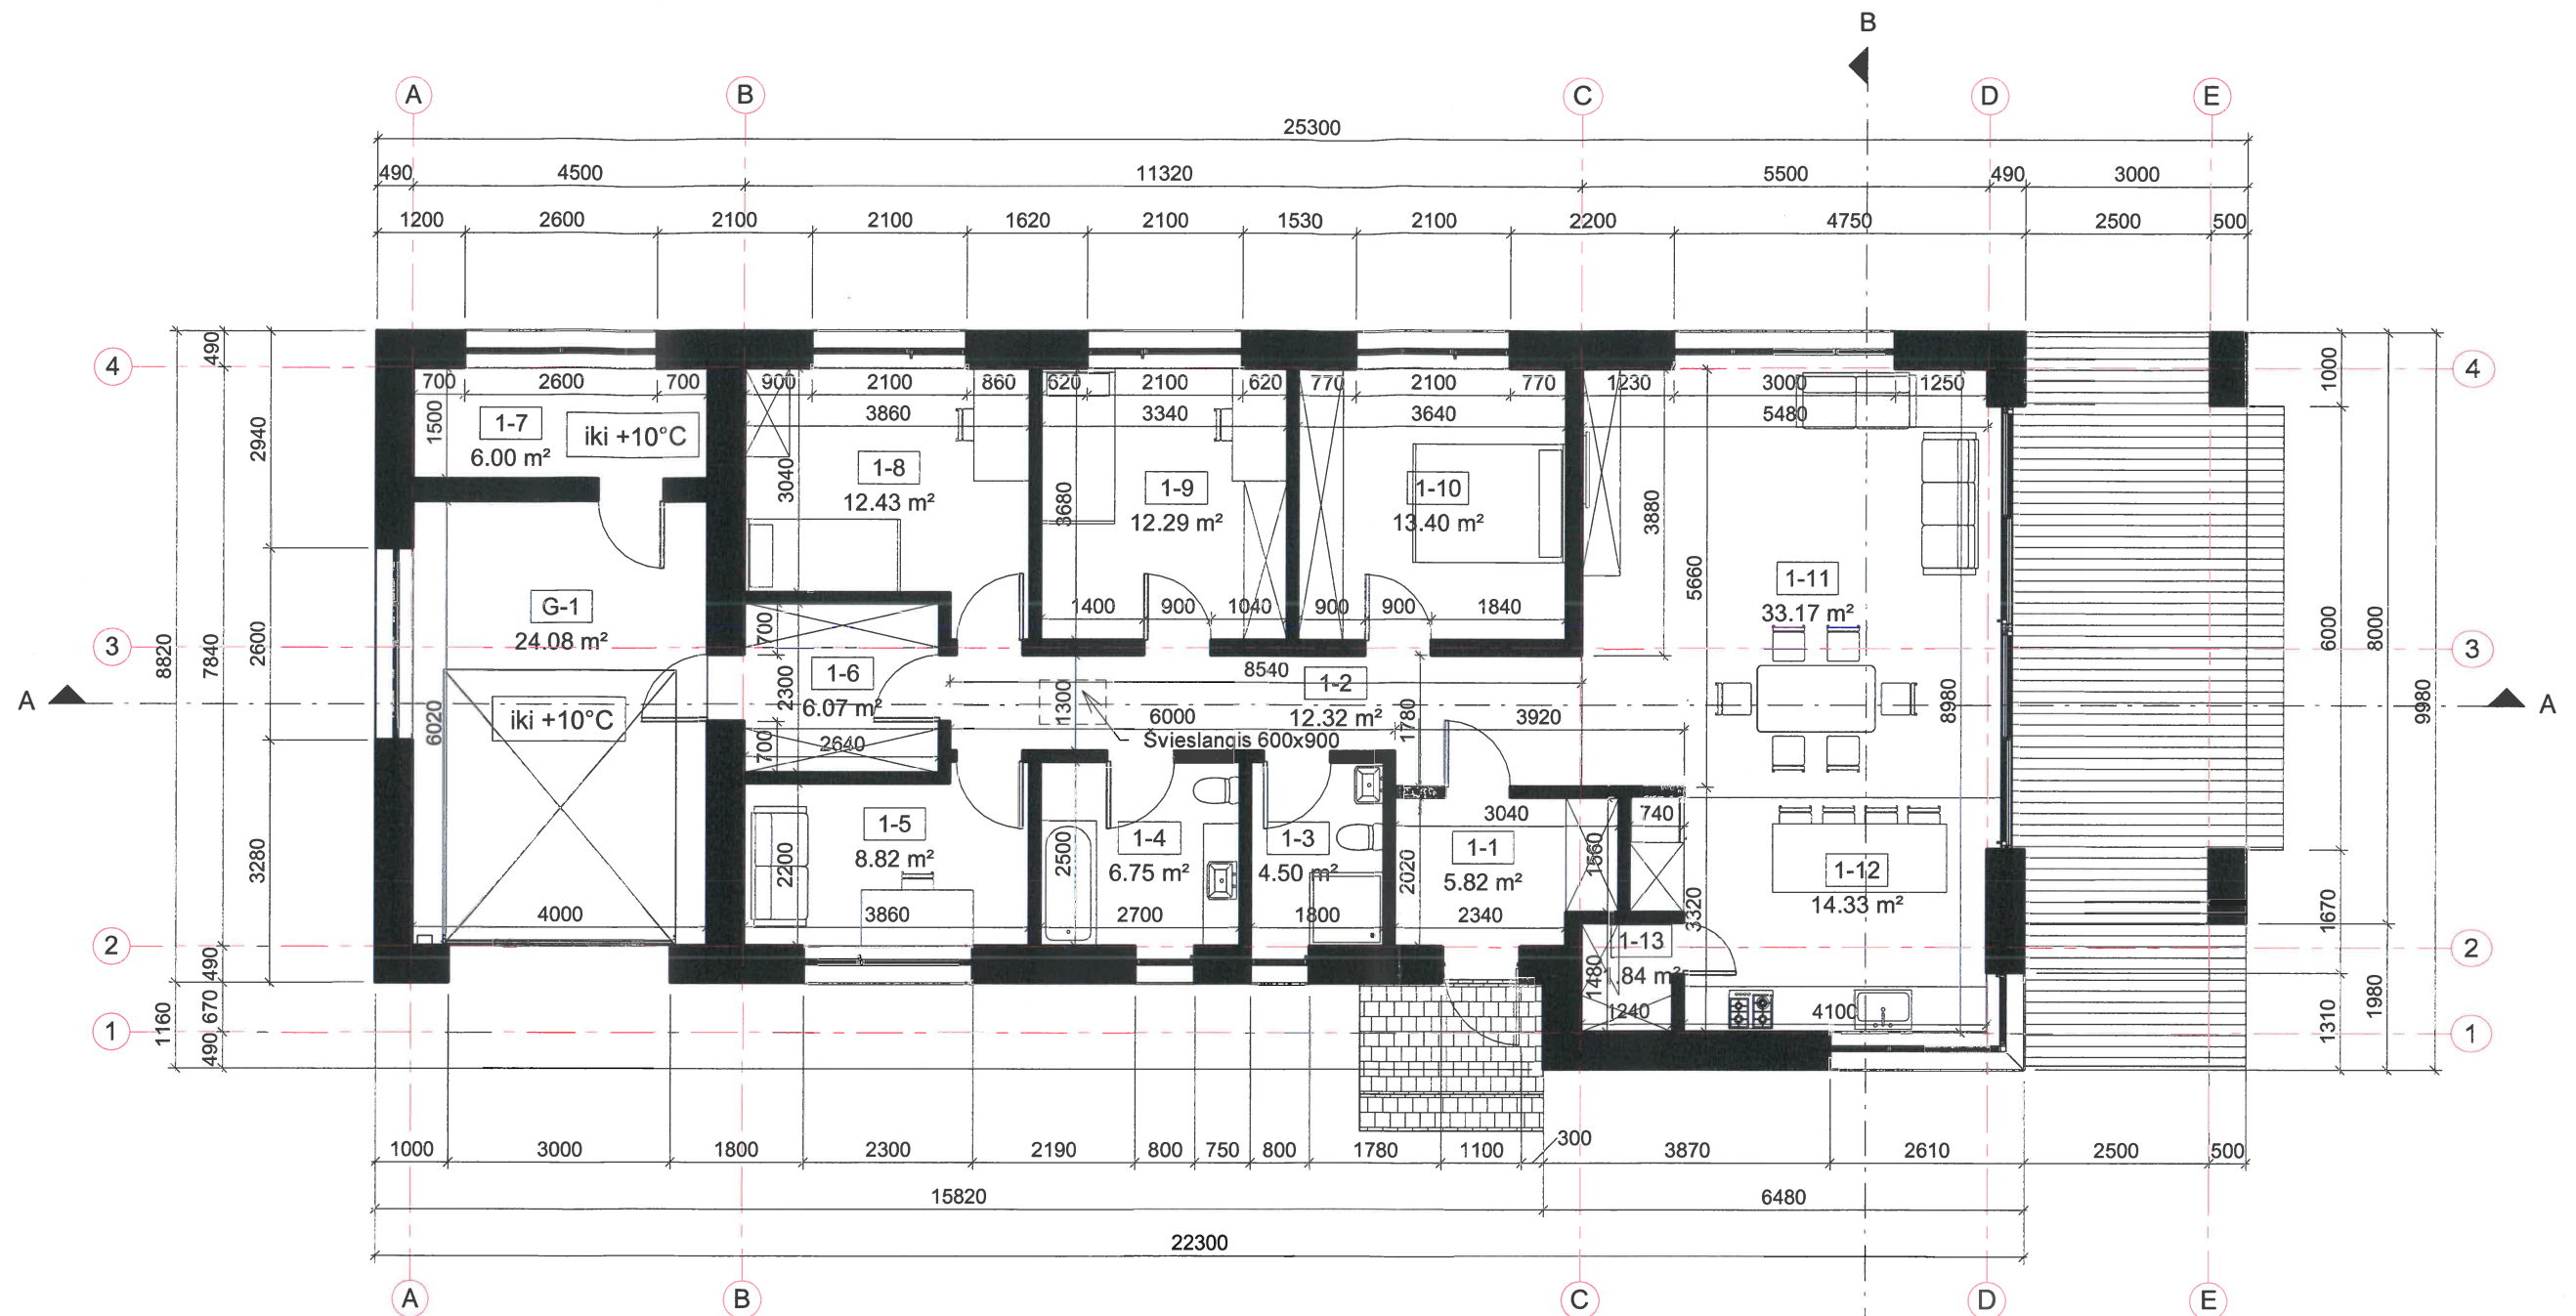 B
A B C D E
25300
490 4500 11320 5500 490 3000
1200 2600 2100 2100 1620 2100 1530 2100 2200 4750 2500 500
4 490 700 2600 700 900 2100 860 620 2100 620 770 2100 770 1230 3000 1250 1000 4
3860 3340 3640 5480
1500 1-7 iki +10°C
6.00 m²
2940
3040 1-8 3680 1-9 1-10 3880
12.43 m² 12.29 m² 13.40 m²
5660 1-11
33.17 m²
G-1
24.08 m²
1400 900 1040 900 900 1840
3 8820 7840 2600 700 6000 8000 9980 3
8540
A 6020 iki +10°C 2300 1-6 1300 1-2 1780 8980 A
6.07 m² 6000 12.32 m² 3920
700 2640 Švieslangis 600x900
3040 740
3280 2200 1-5 2500 1-4 1-3 2020 1-1 1560 3320 1-12
8.82 m² 6.75 m² 4.50 m² 5.82 m² 14.33 m²
4000 3860 2700 1800 2340 1670
2 490 1-13 2
1480 .84 m² 1980
1160 670 1240 4100 1310
1 490 1
1000 3000 1800 2300 2190 800 750 800 1780 1100 300 3870 2610 2500 500
15820 6480
22300
A B C D E